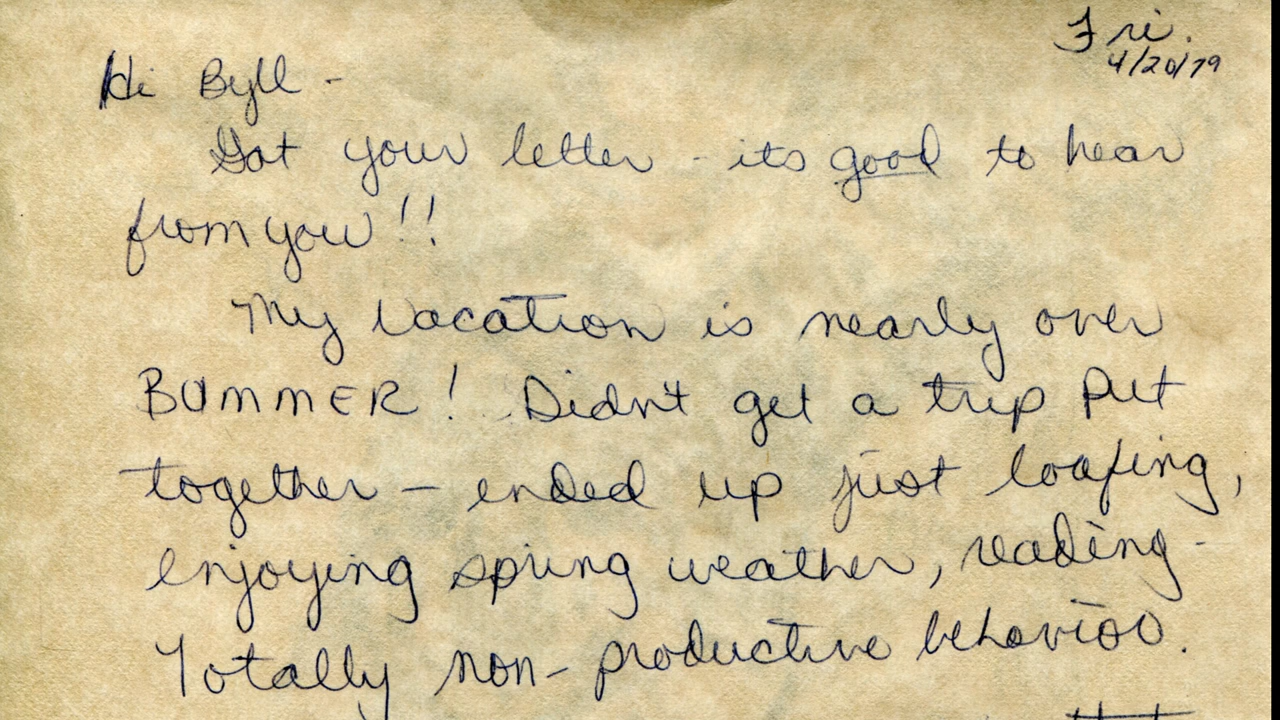 Fri.
4/20/79
Hi Byll -
Got your letter - its good to hear
from you!!
My vacation is nearly over
BUMMER! Didn't get a trip put
together - ended up just loafing,
enjoying spring weather, reading -
Totally non-productive behavior.
that